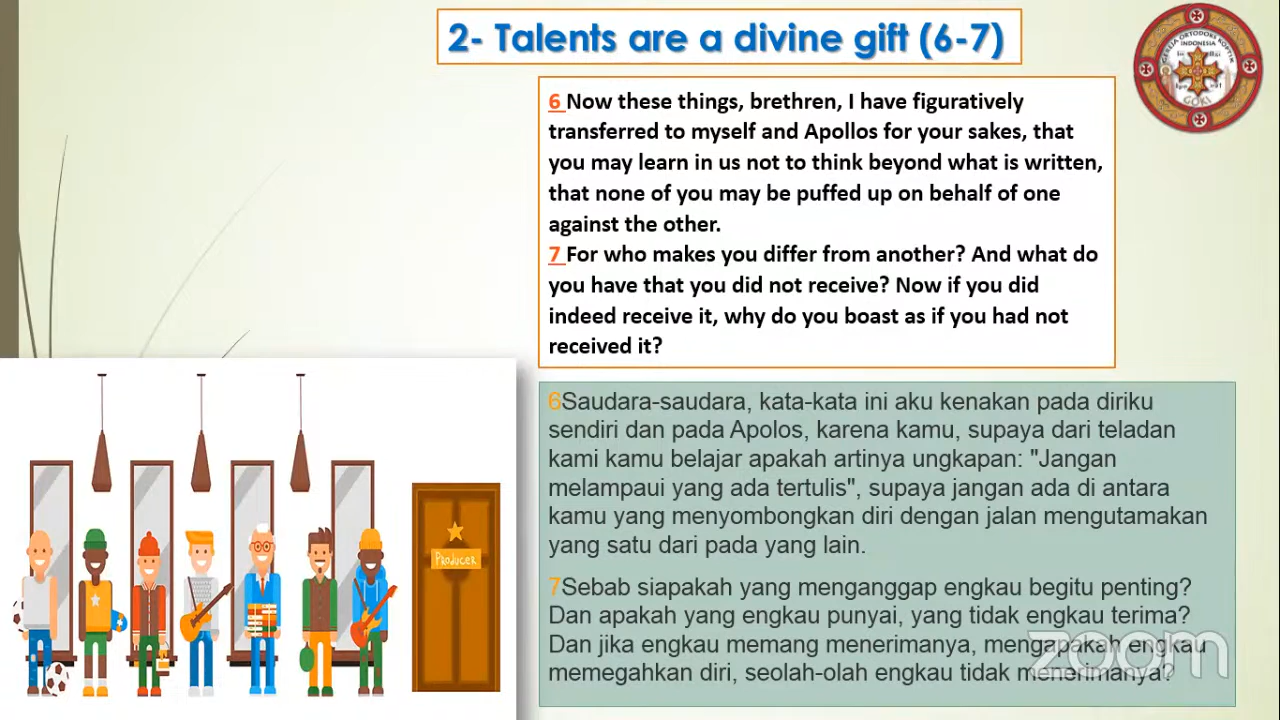 2- Talents are a divine gift (6-7)
GEREJA ORTODOKS KOPTIK
INDONESIA
GOKI
6 Now these things, brethren, I have figuratively
transferred to myself and Apollos for your sakes, that
you may learn in us not to think beyond what is written,
that none of you may be puffed up on behalf of one
against the other.
7 For who makes you differ from another? And what do
you have that you did not receive? Now if you did
indeed receive it, why do you boast as if you had not
received it?
6Saudara-saudara, kata-kata ini aku kenakan pada diriku
sendiri dan pada Apolos, karena kamu, supaya dari teladan
kami kamu belajar apakah artinya ungkapan: "Jangan
melampaui yang ada tertulis", supaya jangan ada di antara
kamu yang menyombongkan diri dengan jalan mengutamakan
yang satu dari pada yang lain.
7Sebab siapakah yang menganggap engkau begitu penting?
Dan apakah yang engkau punyai, yang tidak engkau terima?
Dan jika engkau memang menerimanya, mengapakah engkau
memegahkan diri, seolah-olah engkau tidak menerimanya?
PRODUCER
zoom